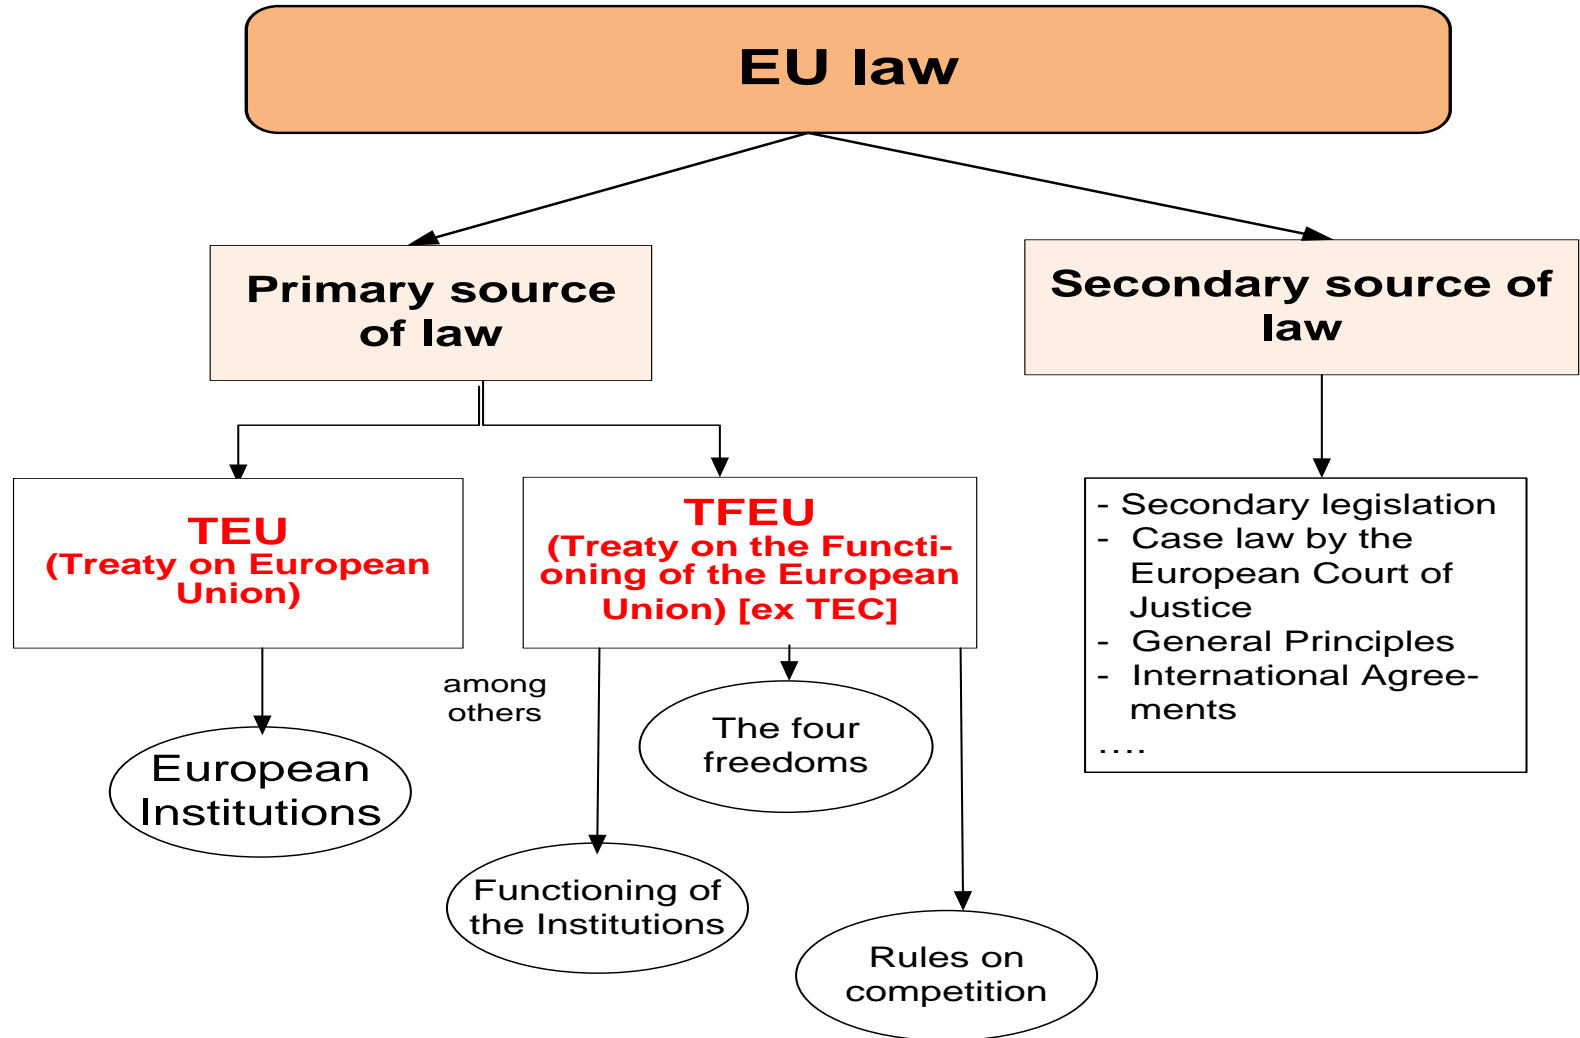 EU law
Primary source
of law
Secondary source of
law
TEU
(Treaty on European
Union)
TFEU
(Treaty on the Functi-
oning of the European
Union) [ex TEC]
- Secondary legislation
- Case law by the
European Court of
Justice
- General Principles
- International Agree-
ments
....
among
others
European
Institutions
The four
freedoms
Functioning of
the Institutions
Rules on
competition